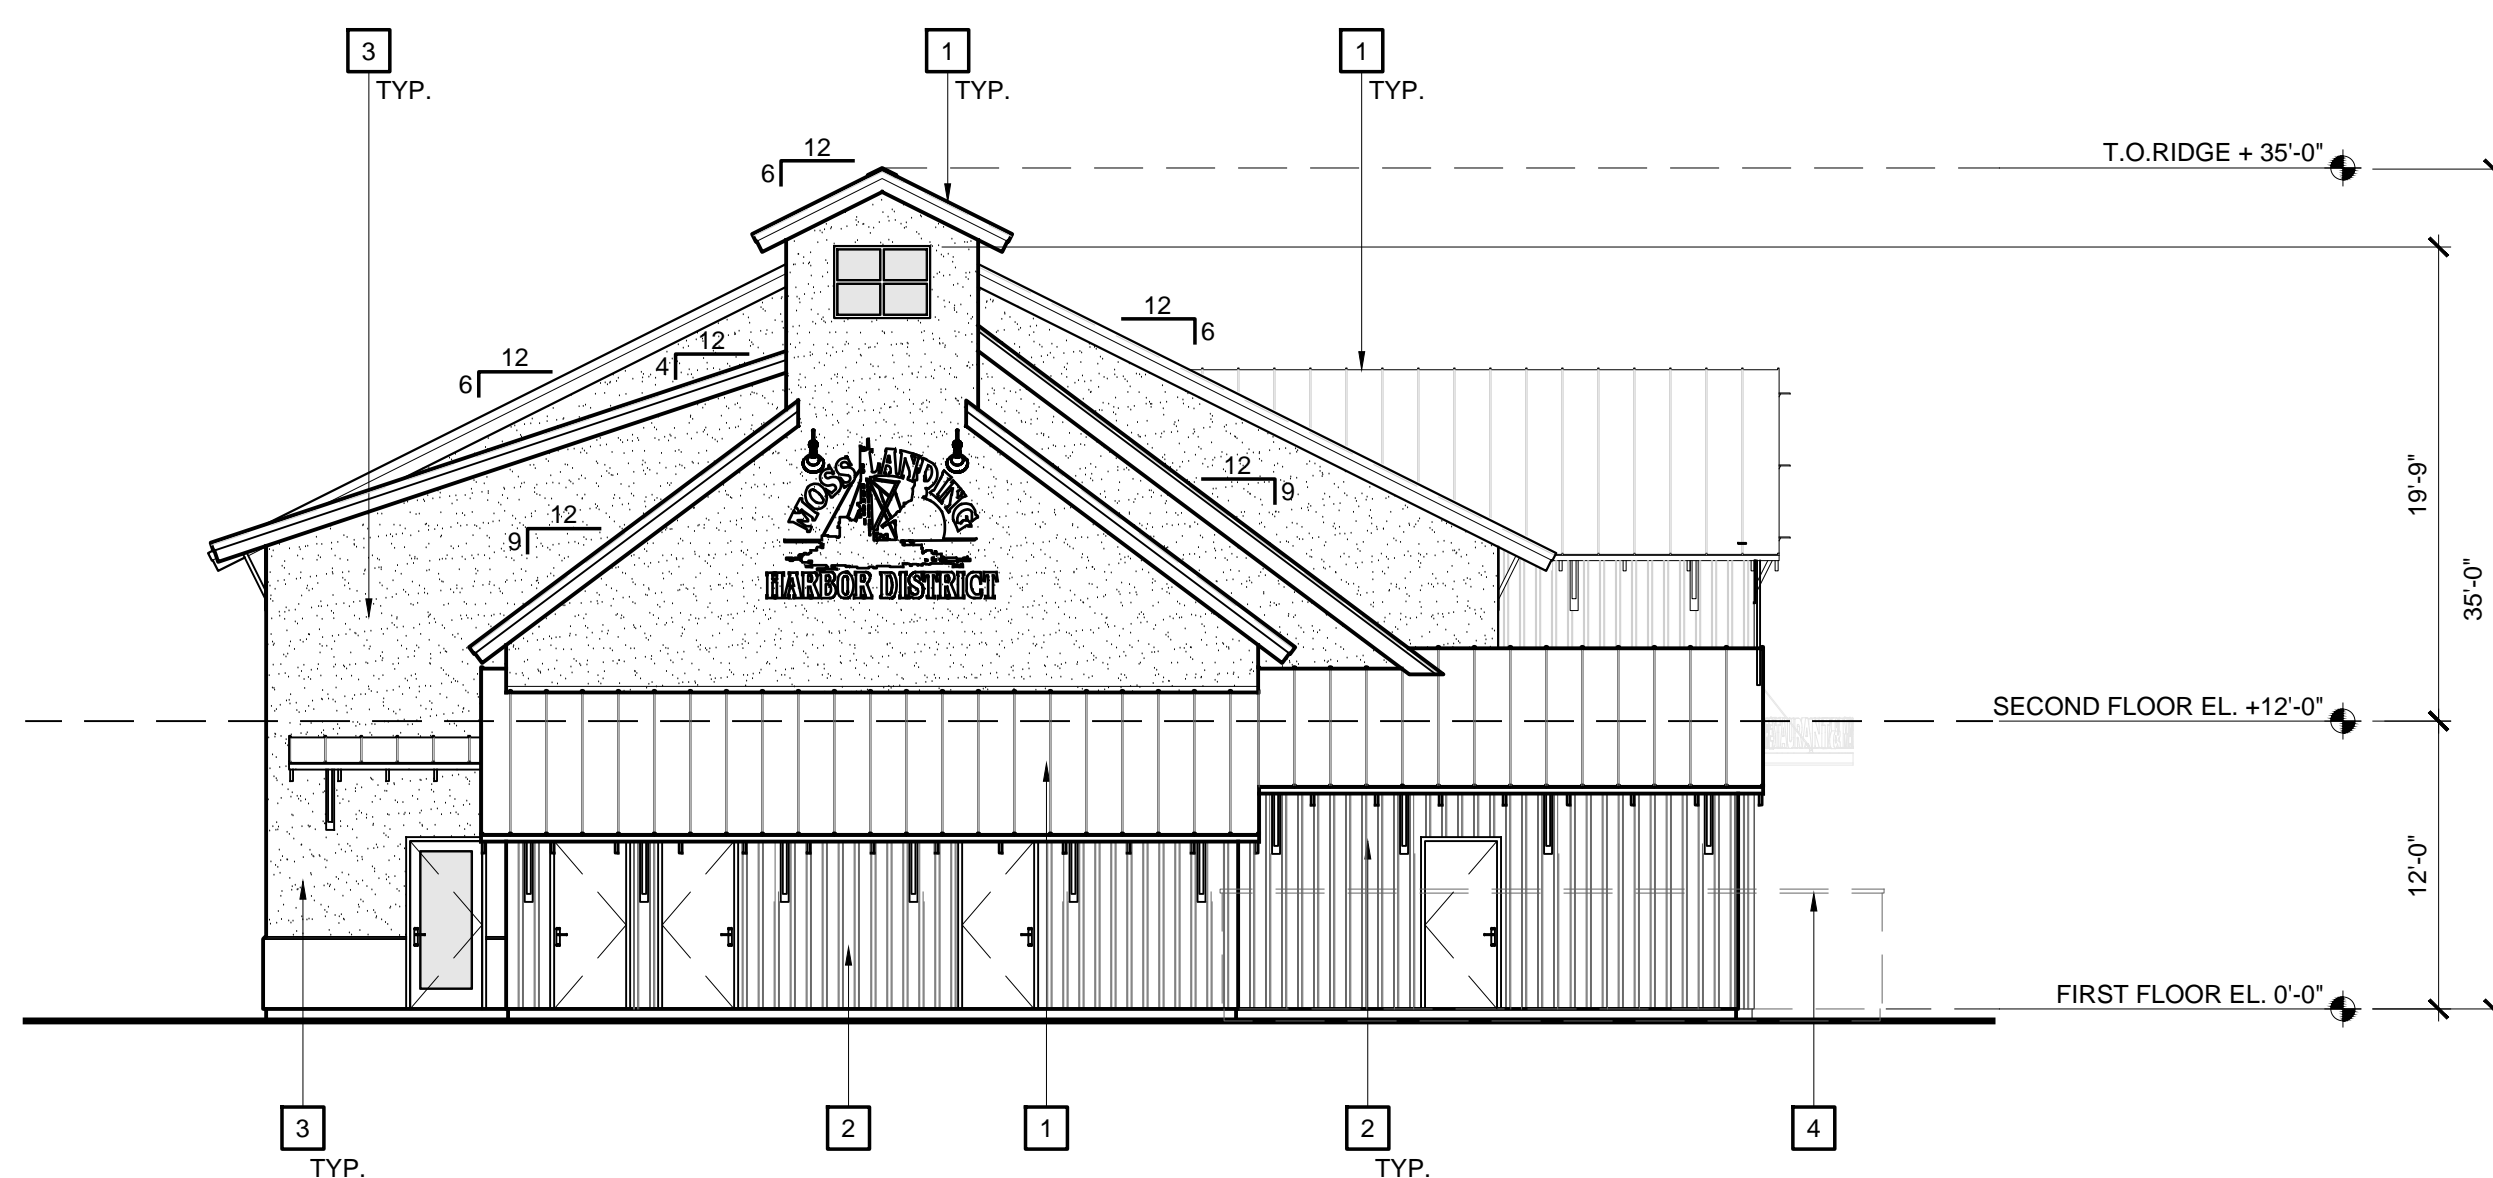 3
TYP.
1
TYP.
1
TYP.
12
6
T.O.RIDGE + 35'-0"
12
6
12
4
12
6
12
9
12
9
MOSS LANDING
HARBOR DISTRICT
19'-9"
35'-0"
SECOND FLOOR EL. +12'-0"
12'-0"
FIRST FLOOR EL. 0'-0"
3
TYP.
2
1
2
TYP.
4